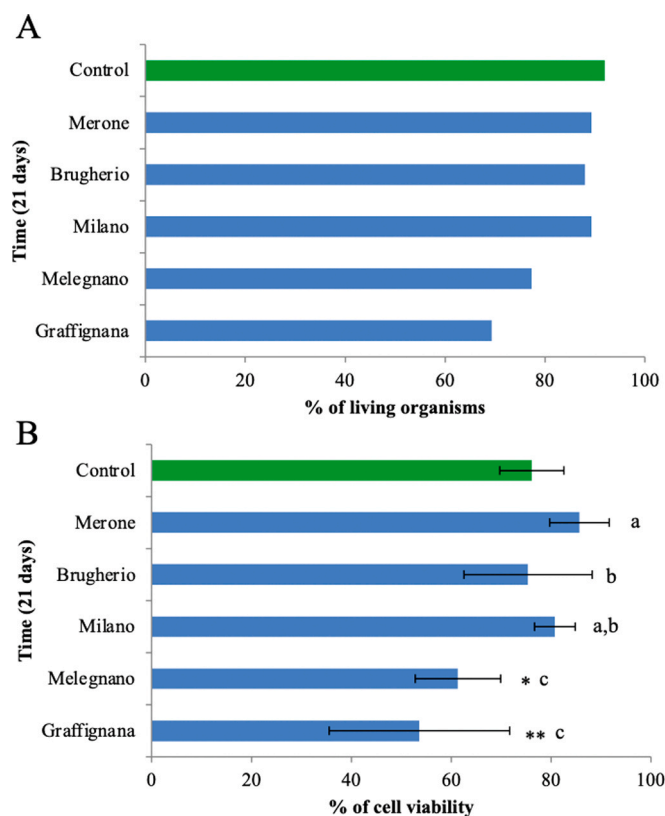 A
Time (21 days)
Control
Merone
Brugherio
Milano
Melegnano
Graffignana
0 20 40 60 80 100
% of living organisms
B
Time (21 days)
Control
Merone a
Brugherio b
Milano a,b
Melegnano * c
Graffignana ** c
0 20 40 60 80 100
% of cell viability